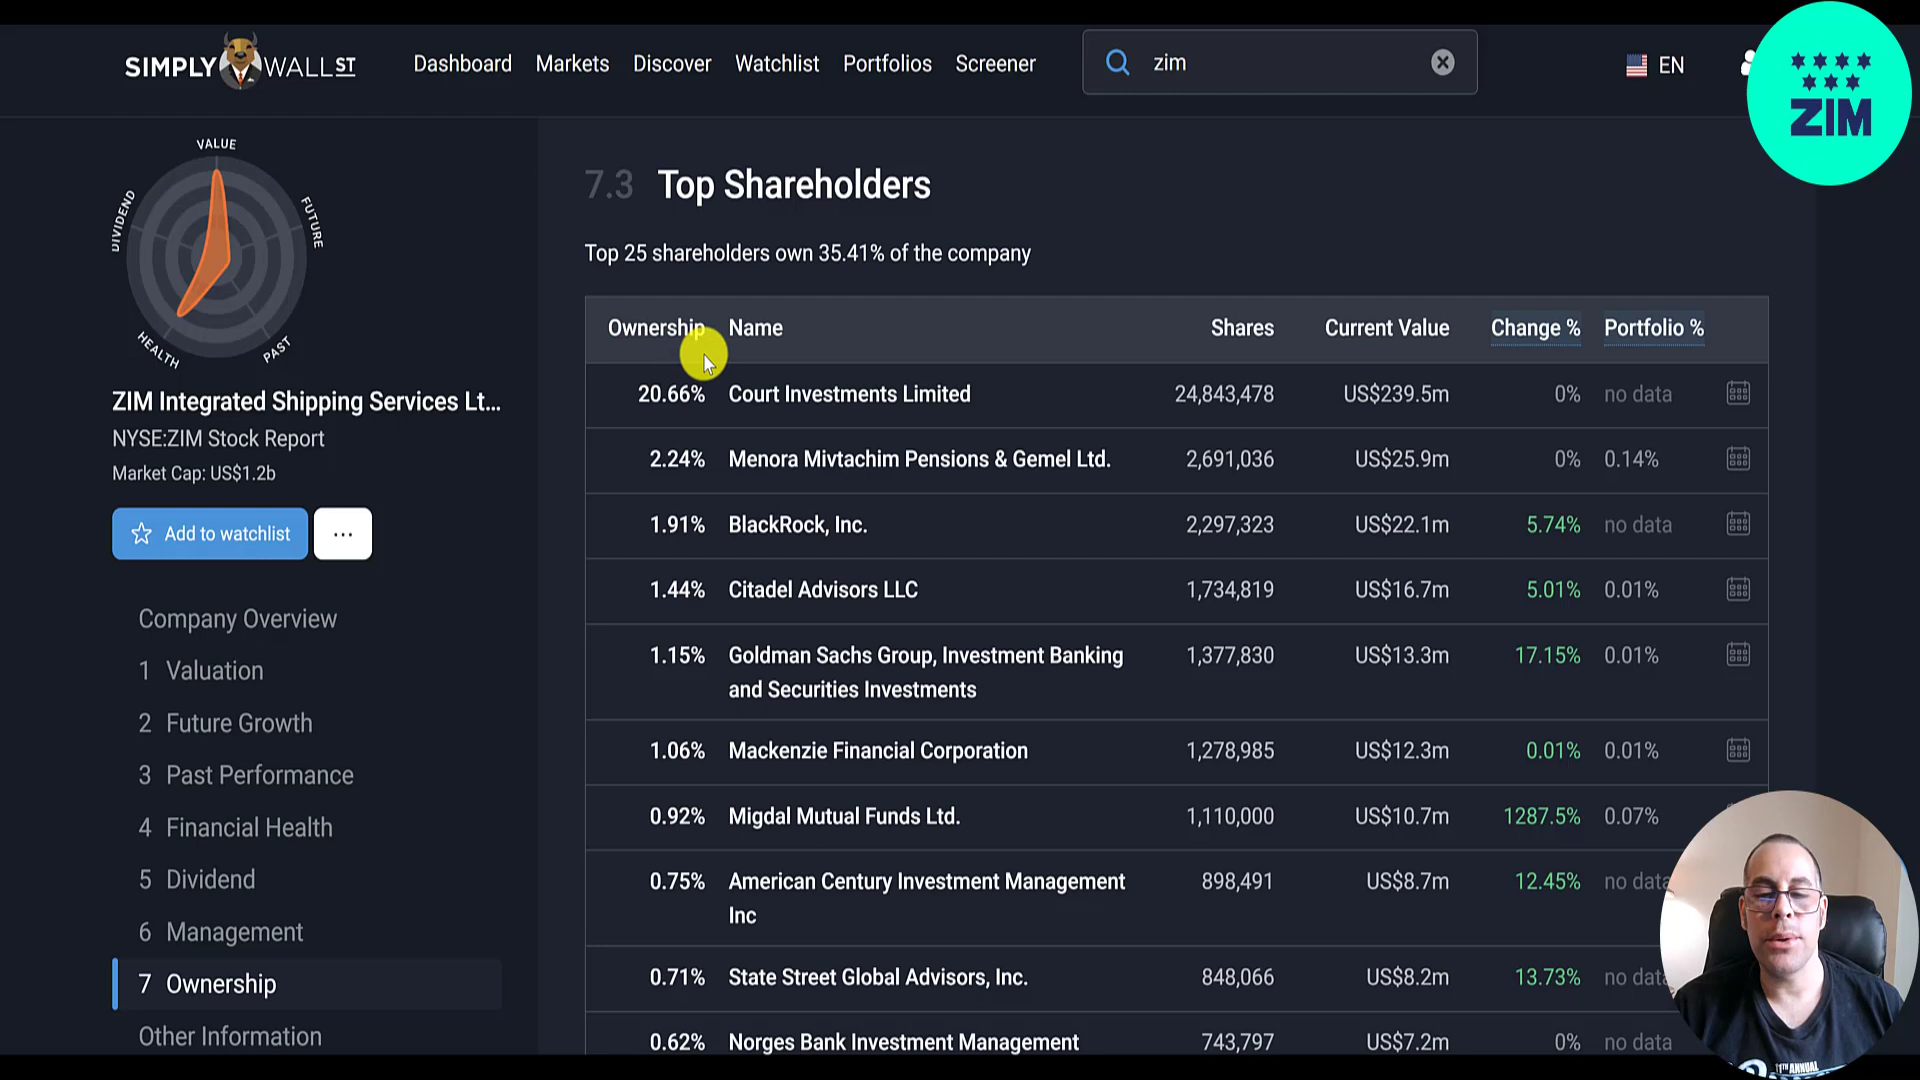 SIMPLY WALL ST
Dashboard
Markets
Discover
Watchlist
Portfolios
Screener
zim
EN
ZIM
VALUE
FUTURE
PAST
HEALTH
DIVIDEND
ZIM Integrated Shipping Services Lt...
NYSE:ZIM Stock Report
Market Cap: US$1.2b
Add to watchlist
...
Company Overview
1 Valuation
2 Future Growth
3 Past Performance
4 Financial Health
5 Dividend
6 Management
7 Ownership
Other Information
7.3 Top Shareholders
Top 25 shareholders own 35.41% of the company
Ownership Name Shares Current Value Change % Portfolio %
20.66% Court Investments Limited 24,843,478 US$239.5m 0% no data
2.24% Menora Mivtachim Pensions & Gemel Ltd. 2,691,036 US$25.9m 0% 0.14%
1.91% BlackRock, Inc. 2,297,323 US$22.1m 5.74% no data
1.44% Citadel Advisors LLC 1,734,819 US$16.7m 5.01% 0.01%
1.15% Goldman Sachs Group, Investment Banking 1,377,830 US$13.3m 17.15% 0.01%
and Securities Investments
1.06% Mackenzie Financial Corporation 1,278,985 US$12.3m 0.01% 0.01%
0.92% Migdal Mutual Funds Ltd. 1,110,000 US$10.7m 1287.5% 0.07%
0.75% American Century Investment Management 898,491 US$8.7m 12.45% no data
Inc
0.71% State Street Global Advisors, Inc. 848,066 US$8.2m 13.73% no data
0.62% Norges Bank Investment Management 743,797 US$7.2m 0% no data
11TH ANNUAL